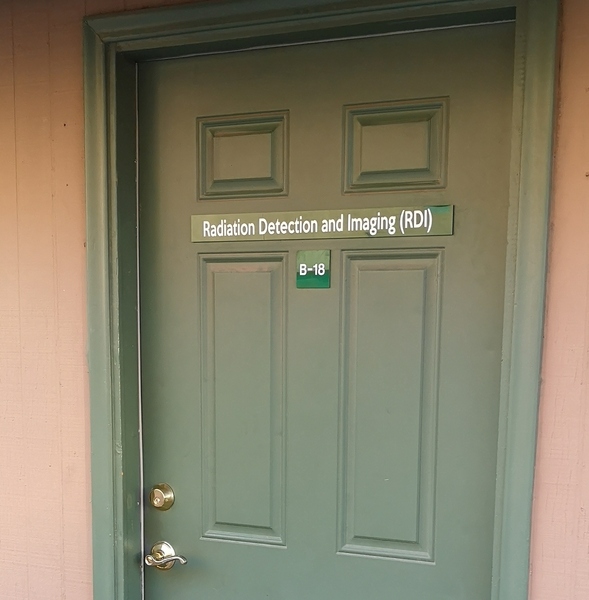 Radiation Detection and Imaging (RDI)
B-18